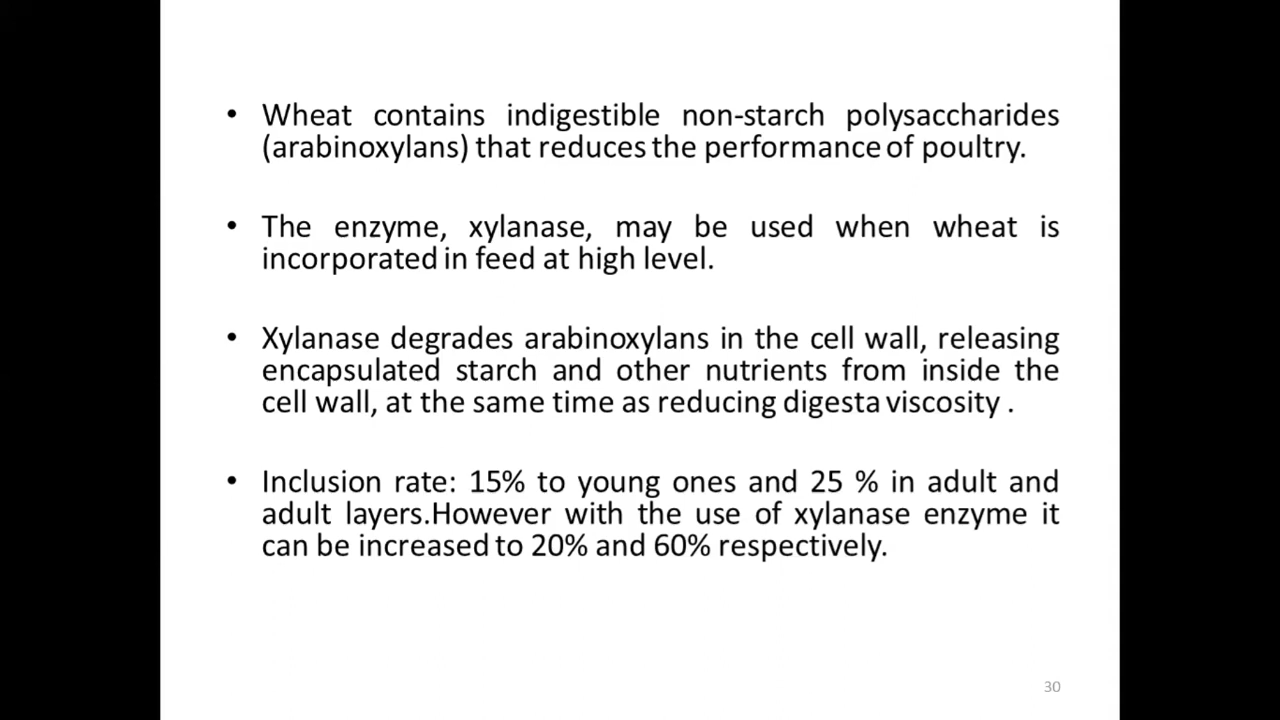 • Wheat contains indigestible non-starch polysaccharides
(arabinoxylans) that reduces the performance of poultry.
• The enzyme, xylanase, may be used when wheat is
incorporated in feed at high level.
• Xylanase degrades arabinoxylans in the cell wall, releasing
encapsulated starch and other nutrients from inside the
cell wall, at the same time as reducing digesta viscosity .
• Inclusion rate: 15% to young ones and 25 % in adult and
adult layers.However with the use of xylanase enzyme it
can be increased to 20% and 60% respectively.
30